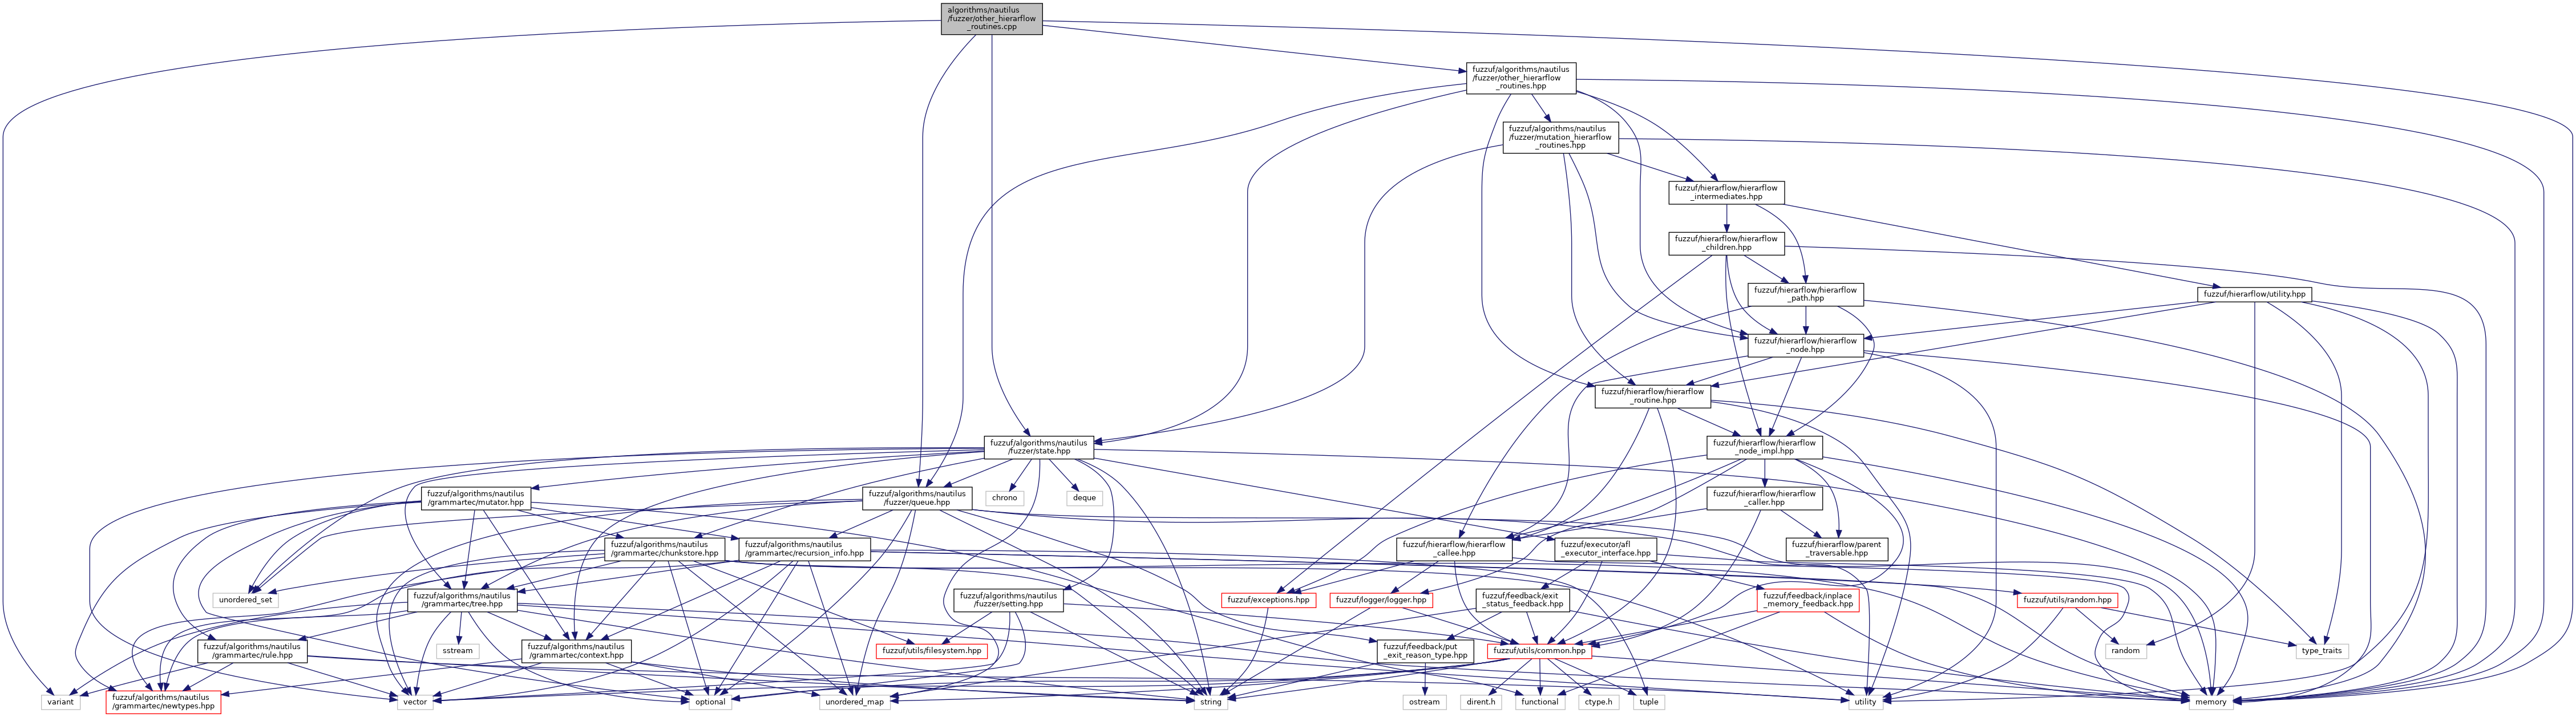 algorithms/nautilus
/fuzzer/other_hierarflow
_routines.cpp
fuzzuf/algorithms/nautilus
/fuzzer/other_hierarflow
_routines.hpp
fuzzuf/algorithms/nautilus
/fuzzer/mutation_hierarflow
_routines.hpp
fuzzuf/hierarflow/hierarflow
_intermediates.hpp
fuzzuf/hierarflow/hierarflow
_children.hpp
fuzzuf/hierarflow/hierarflow
_path.hpp
fuzzuf/hierarflow/utility.hpp
fuzzuf/hierarflow/hierarflow
_node.hpp
fuzzuf/hierarflow/hierarflow
_routine.hpp
fuzzuf/algorithms/nautilus
/fuzzer/state.hpp
fuzzuf/hierarflow/hierarflow
_node_impl.hpp
fuzzuf/algorithms/nautilus
/grammartec/mutator.hpp
fuzzuf/algorithms/nautilus
/fuzzer/queue.hpp
chrono
deque
fuzzuf/hierarflow/hierarflow
_caller.hpp
fuzzuf/algorithms/nautilus
/grammartec/chunkstore.hpp
fuzzuf/algorithms/nautilus
/grammartec/recursion_info.hpp
fuzzuf/hierarflow/hierarflow
_callee.hpp
fuzzuf/executor/afl
_executor_interface.hpp
fuzzuf/hierarflow/parent
_traversable.hpp
unordered_set
fuzzuf/algorithms/nautilus
/grammartec/tree.hpp
fuzzuf/algorithms/nautilus
/fuzzer/setting.hpp
fuzzuf/exceptions.hpp
fuzzuf/logger/logger.hpp
fuzzuf/feedback/exit
_status_feedback.hpp
fuzzuf/feedback/inplace
_memory_feedback.hpp
fuzzuf/utils/random.hpp
fuzzuf/algorithms/nautilus
/grammartec/rule.hpp
sstream
fuzzuf/algorithms/nautilus
/grammartec/context.hpp
fuzzuf/utils/filesystem.hpp
fuzzuf/feedback/put
_exit_reason_type.hpp
fuzzuf/utils/common.hpp
random
type_traits
variant
fuzzuf/algorithms/nautilus
/grammartec/newtypes.hpp
vector
optional
unordered_map
string
ostream
dirent.h
functional
ctype.h
tuple
utility
memory